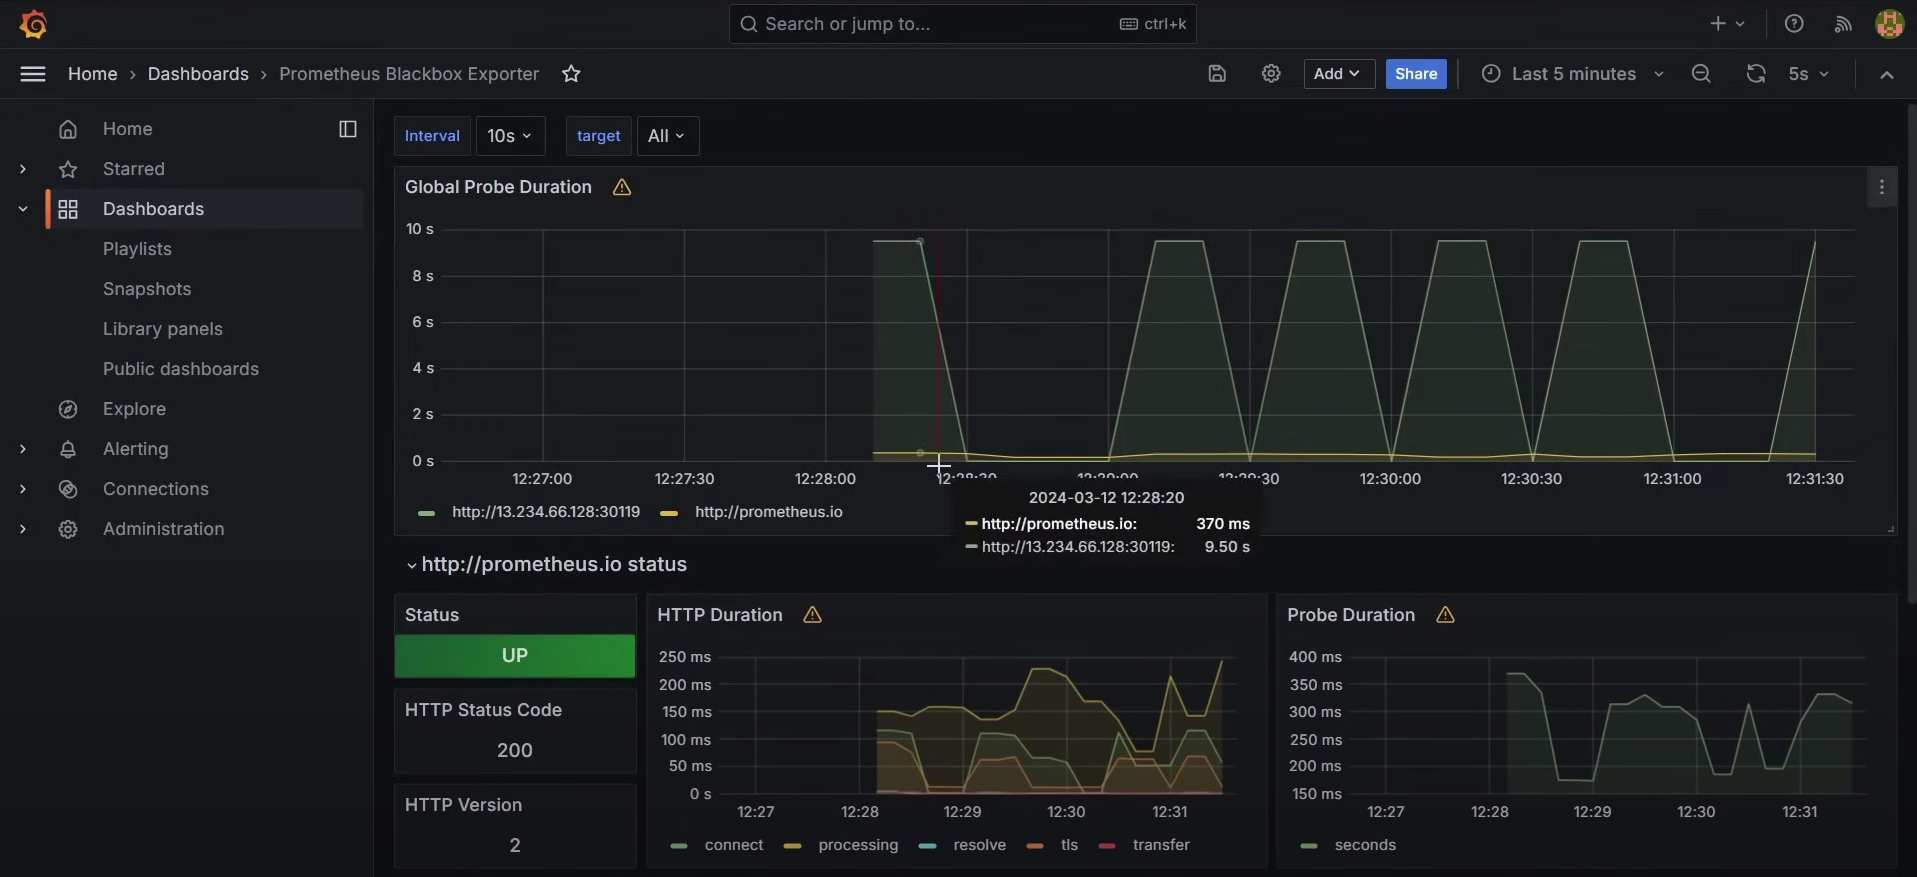 Search or jump to... ctrl+k
Home › Dashboards › Prometheus Blackbox Exporter
Add
Share
Last 5 minutes
5s
Home
Starred
Dashboards
Playlists
Snapshots
Library panels
Public dashboards
Explore
Alerting
Connections
Administration
Interval 10s target All
Global Probe Duration
10 s
8 s
6 s
4 s
2 s
0 s
12:27:00 12:27:30 12:28:00 12:28:30 12:29:00 12:29:30 12:30:00 12:30:30 12:31:00 12:31:30
http://13.234.66.128:30119 http://prometheus.io
2024-03-12 12:28:20
http://prometheus.io: 370 ms
http://13.234.66.128:30119: 9.50 s
http://prometheus.io status
Status
UP
HTTP Status Code
200
HTTP Version
2
HTTP Duration
250 ms
200 ms
150 ms
100 ms
50 ms
0 s
12:27 12:28 12:29 12:30 12:31
connect processing resolve tls transfer
Probe Duration
400 ms
350 ms
300 ms
250 ms
200 ms
150 ms
12:27 12:28 12:29 12:30 12:31
seconds